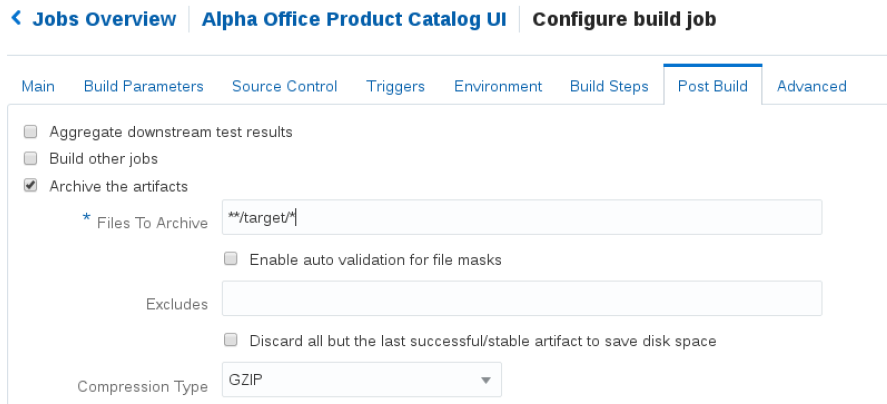 Jobs Overview Alpha Office Product Catalog UI Configure build job
Main Build Parameters Source Control Triggers Environment Build Steps Post Build Advanced
Aggregate downstream test results
Build other jobs
Archive the artifacts
* Files To Archive **/target/*
Enable auto validation for file masks
Excludes
Discard all but the last successful/stable artifact to save disk space
Compression Type GZIP